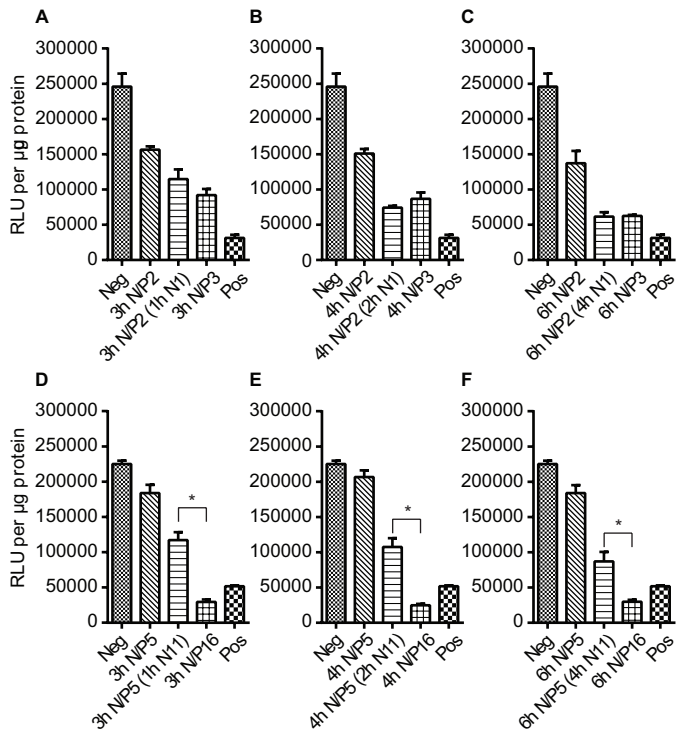 A
RLU per µg protein
300000
250000
200000
150000
100000
50000
0
Neg
3h N/P2
3h N/P2 (1h N1)
3h N/P3
Pos
B
300000
250000
200000
150000
100000
50000
0
Neg
4h N/P2
4h N/P2 (2h N1)
4h N/P3
Pos
C
300000
250000
200000
150000
100000
50000
0
Neg
6h N/P2
6h N/P2 (4h N1)
6h N/P3
Pos
D
RLU per µg protein
300000
250000
200000
150000
100000
50000
0
*
Neg
3h N/P5
3h N/P5 (1h N11)
3h N/P16
Pos
E
300000
250000
200000
150000
100000
50000
0
*
Neg
4h N/P5
4h N/P5 (2h N11)
4h N/P16
Pos
F
300000
250000
200000
150000
100000
50000
0
*
Neg
6h N/P5
6h N/P5 (4h N11)
6h N/P16
Pos